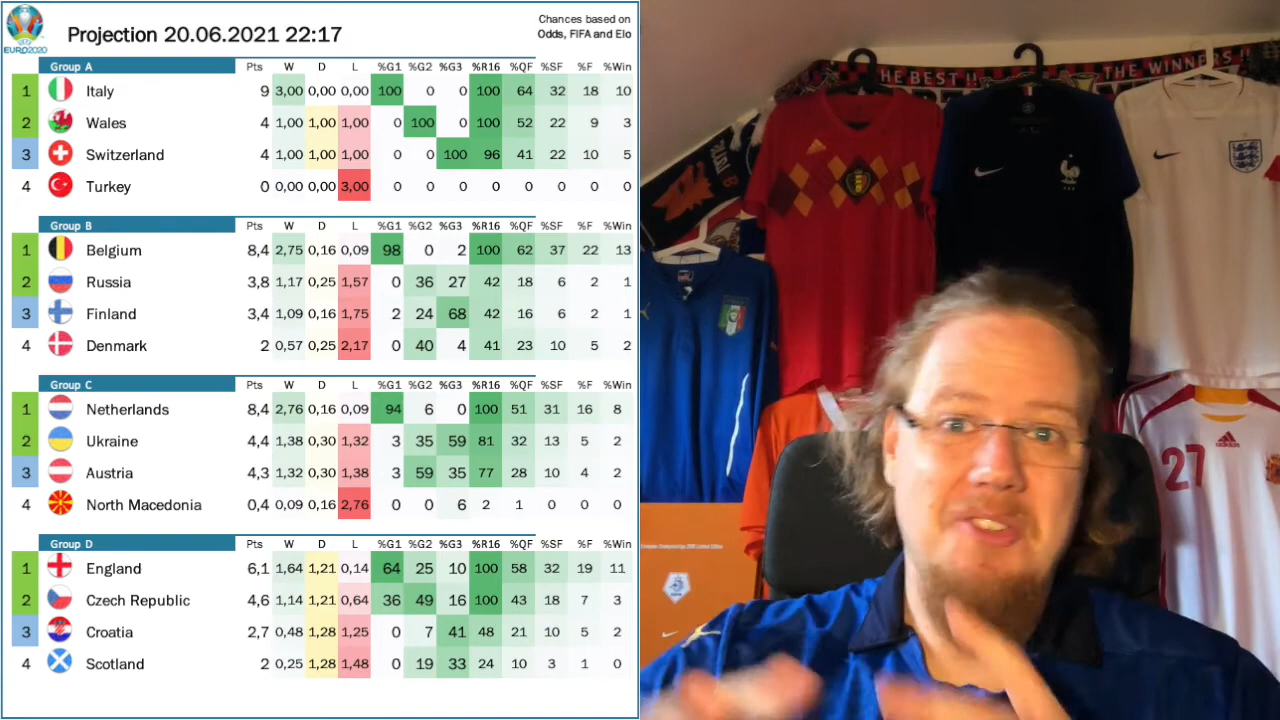 EURO2020
Projection 20.06.2021 22:17
Chances based on
Odds, FIFA and Elo
Group A Pts W D L %G1 %G2 %G3 %R16 %QF %SF %F %Win
1 Italy 9 3,00 0,00 0,00 100 0 0 100 64 32 18 10
2 Wales 4 1,00 1,00 1,00 0 100 0 100 52 22 9 3
3 Switzerland 4 1,00 1,00 1,00 0 0 100 96 41 22 10 5
4 Turkey 0 0,00 0,00 3,00 0 0 0 0 0 0 0 0
Group B Pts W D L %G1 %G2 %G3 %R16 %QF %SF %F %Win
1 Belgium 8,4 2,75 0,16 0,09 98 0 2 100 62 37 22 13
2 Russia 3,8 1,17 0,25 1,57 0 36 27 42 18 6 2 1
3 Finland 3,4 1,09 0,16 1,75 2 24 68 42 16 6 2 1
4 Denmark 2 0,57 0,25 2,17 0 40 4 41 23 10 5 2
Group C Pts W D L %G1 %G2 %G3 %R16 %QF %SF %F %Win
1 Netherlands 8,4 2,76 0,16 0,09 94 6 0 100 51 31 16 8
2 Ukraine 4,4 1,38 0,30 1,32 3 35 59 81 32 13 5 2
3 Austria 4,3 1,32 0,30 1,38 3 59 35 77 28 10 4 2
4 North Macedonia 0,4 0,09 0,16 2,76 0 0 6 2 1 0 0 0
Group D Pts W D L %G1 %G2 %G3 %R16 %QF %SF %F %Win
1 England 6,1 1,64 1,21 0,14 64 25 10 100 58 32 19 11
2 Czech Republic 4,6 1,14 1,21 0,64 36 49 16 100 43 18 7 3
3 Croatia 2,7 0,48 1,28 1,25 0 7 41 48 21 10 5 2
4 Scotland 2 0,25 1,28 1,48 0 19 33 24 10 3 1 0
THE BEST !!
THE WINNERS !!
27